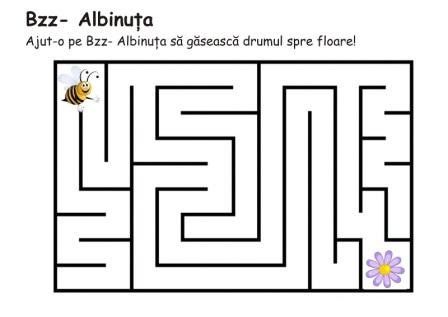 Bzz- Albinuța
Ajut-o pe Bzz- Albinuța să găsească drumul spre floare!